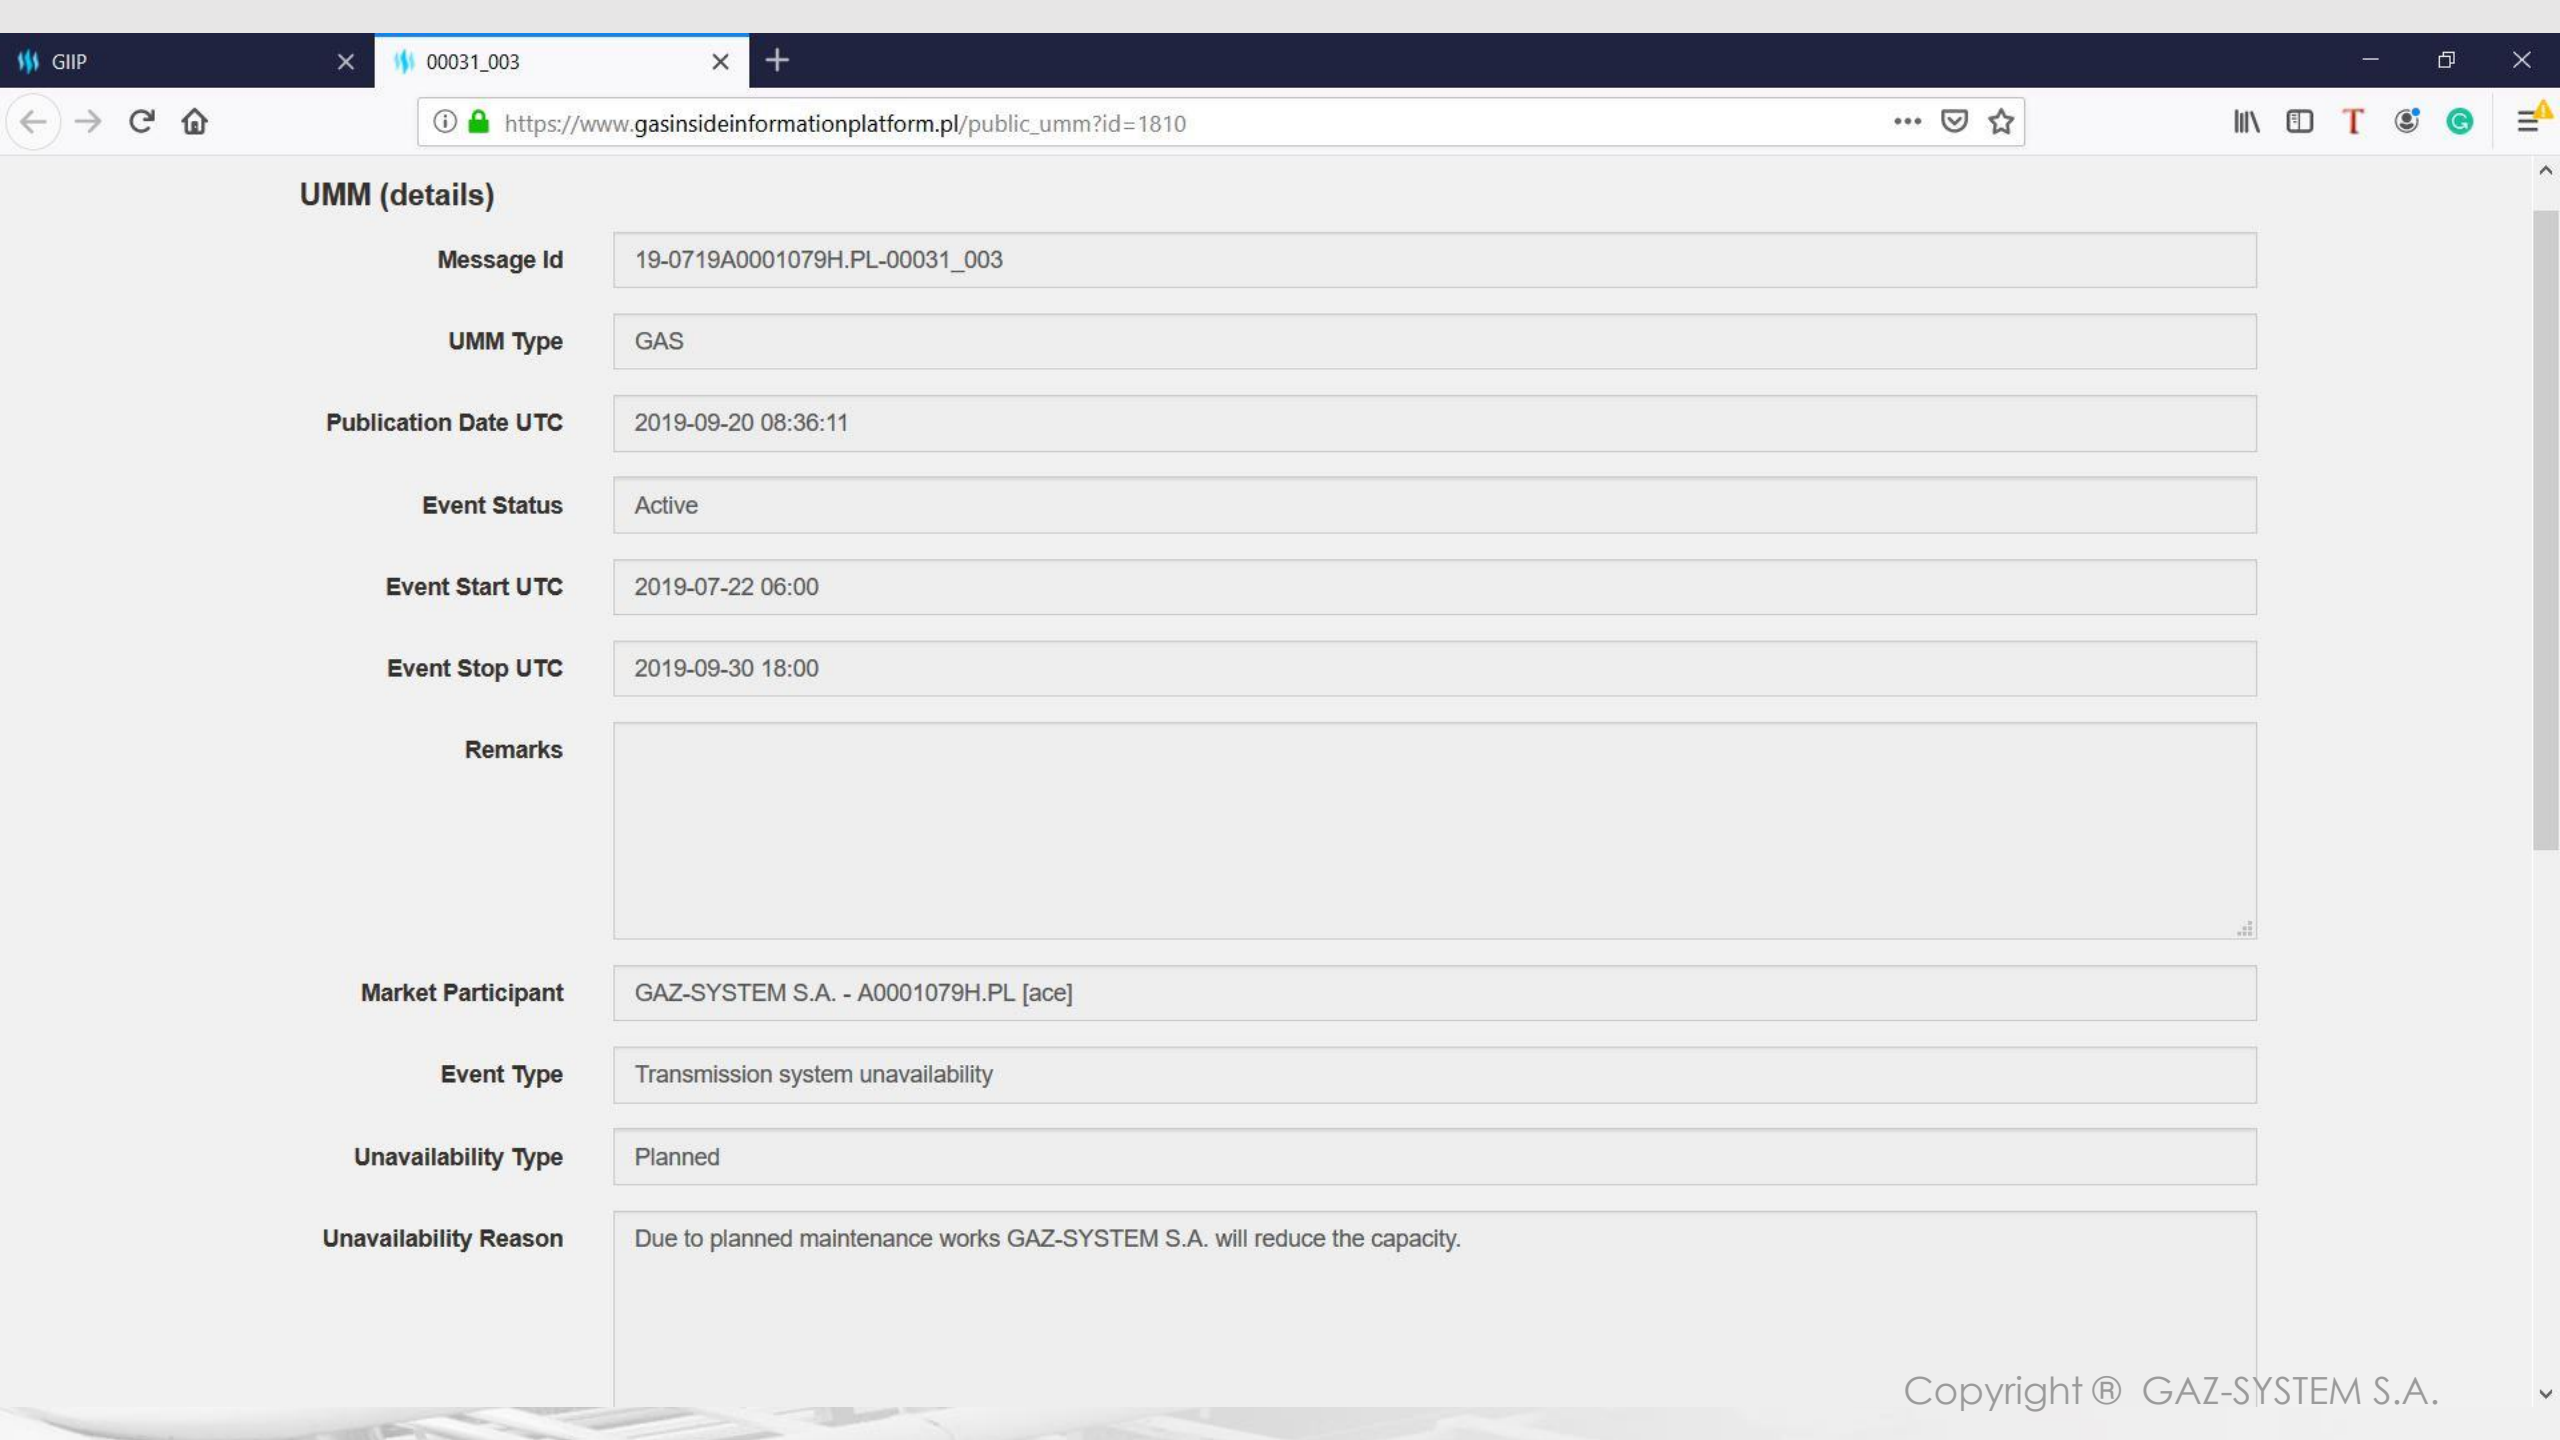 GIIP
00031_003
https://www.gasinsideinformationplatform.pl/public_umm?id=1810
UMM (details)
Message Id 19-0719A0001079H.PL-00031_003
UMM Type GAS
Publication Date UTC 2019-09-20 08:36:11
Event Status Active
Event Start UTC 2019-07-22 06:00
Event Stop UTC 2019-09-30 18:00
Remarks
Market Participant GAZ-SYSTEM S.A. - A0001079H.PL [ace]
Event Type Transmission system unavailability
Unavailability Type Planned
Unavailability Reason Due to planned maintenance works GAZ-SYSTEM S.A. will reduce the capacity.
Copyright ® GAZ-SYSTEM S.A.